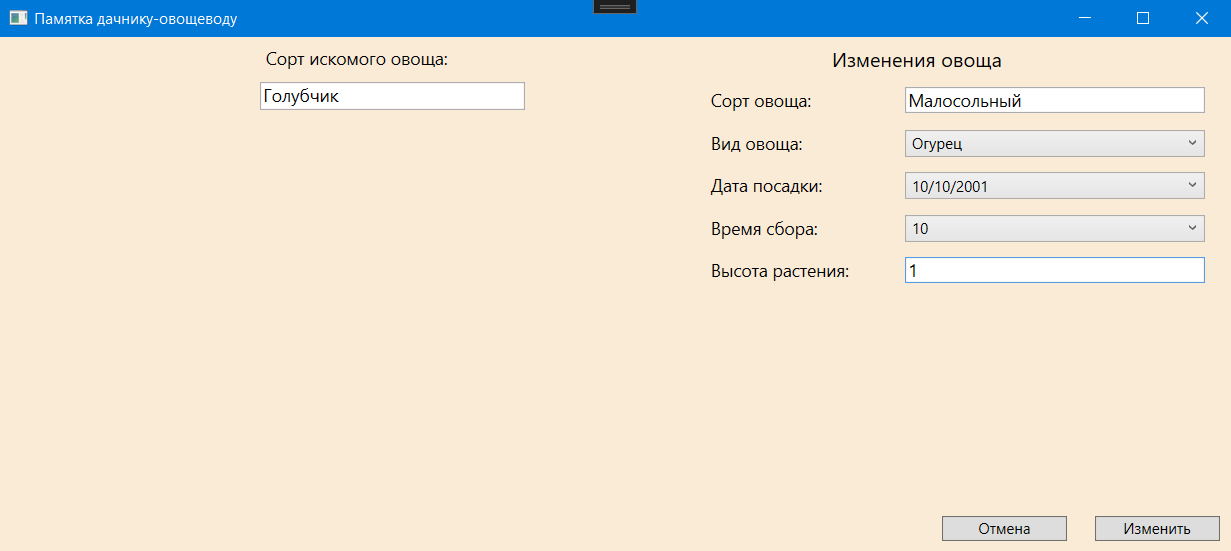 Памятка дачнику-овощеводу
Сорт искомого овоща:
Голубчик
Изменения овоща
Сорт овоща:
Малосольный
Вид овоща:
Огурец
Дата посадки:
10/10/2001
Время сбора:
10
Высота растения:
1
Отмена
Изменить